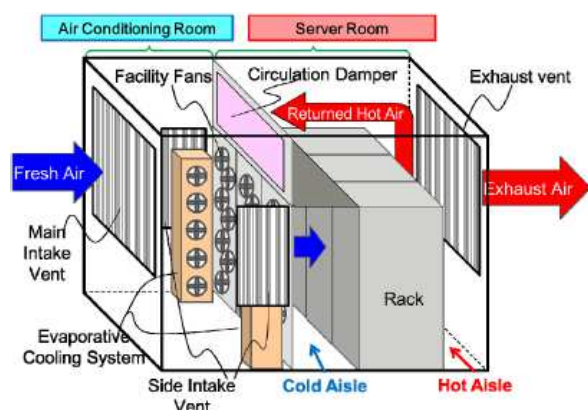 Air Conditioning Room
Server Room
Facility Fans
Circulation Damper
Exhaust vent
Returned Hot Air
Fresh Air
Exhaust Air
Main
Intake
Vent
Rack
Evaporative
Cooling System
Side Intake
Vent
Cold Aisle
Hot Aisle